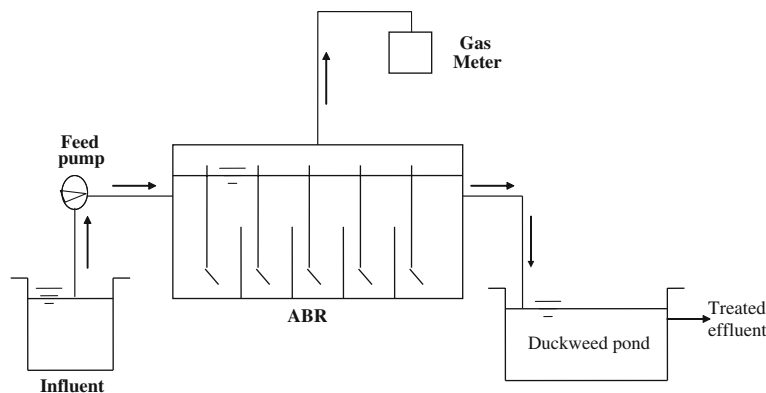 Gas
Meter
Feed
pump
ABR
Influent
Duckweed pond
Treated
effluent